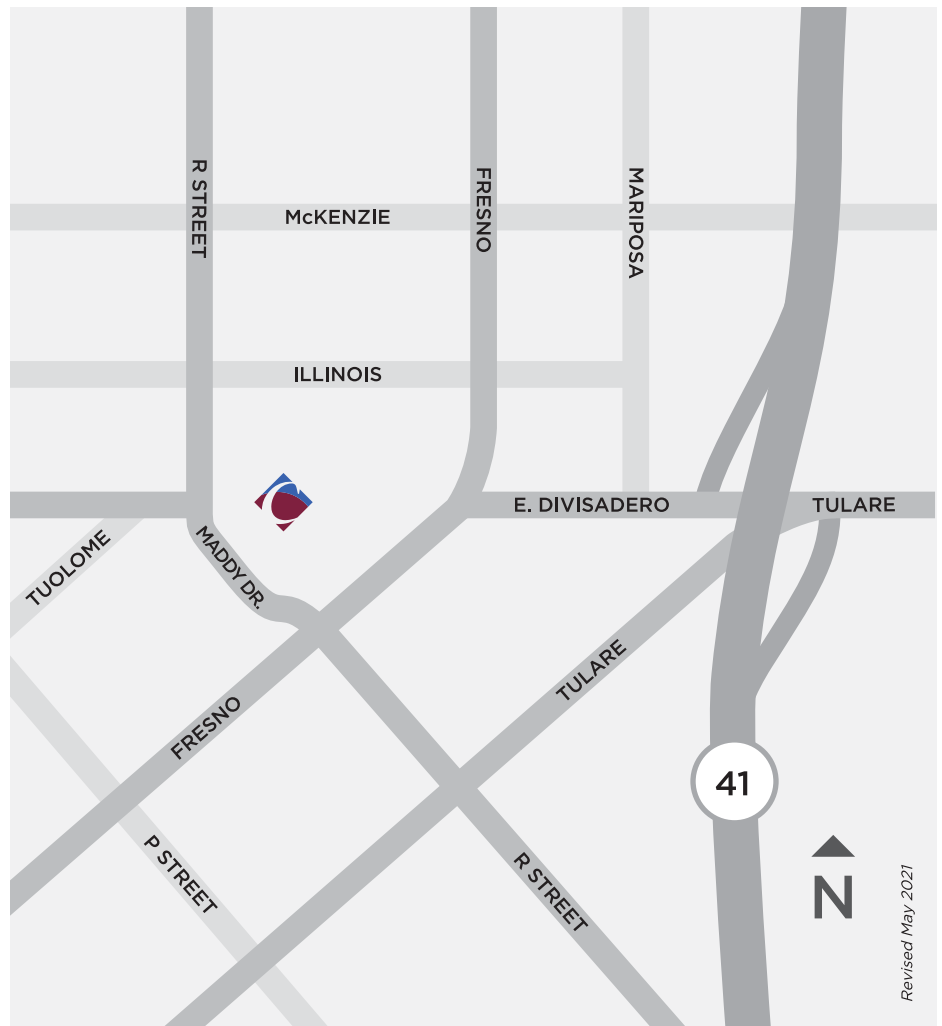 R STREET
FRESNO
MARIPOSA
McKENZIE
ILLINOIS
E. DIVISADERO
TULARE
TUOLOME
MADDY DR.
TULARE
FRESNO
41
P STREET
R STREET
N
Revised May 2021